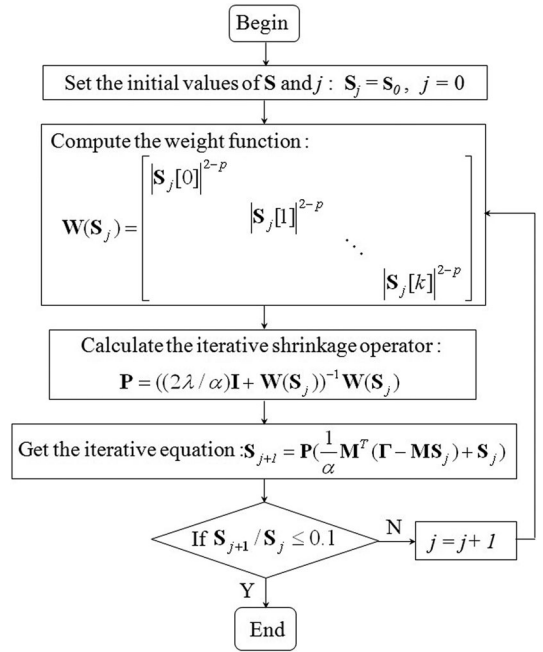 Begin
Set the initial values of S and j : S_j = S_0 , j = 0
Compute the weight function :
|S_j[0]|^{2-p}
W(S_j) = |S_j[1]|^{2-p}
⋱
|S_j[k]|^{2-p}
Calculate the iterative shrinkage operator :
P = ((2λ / α)I + W(S_j))^{-1} W(S_j)
Get the iterative equation :S_{j+1} = P(\frac{1}{α} M^T (Γ − MS_j) + S_j)
If S_{j+1} / S_j ≤ 0.1
N
j = j + 1
Y
End